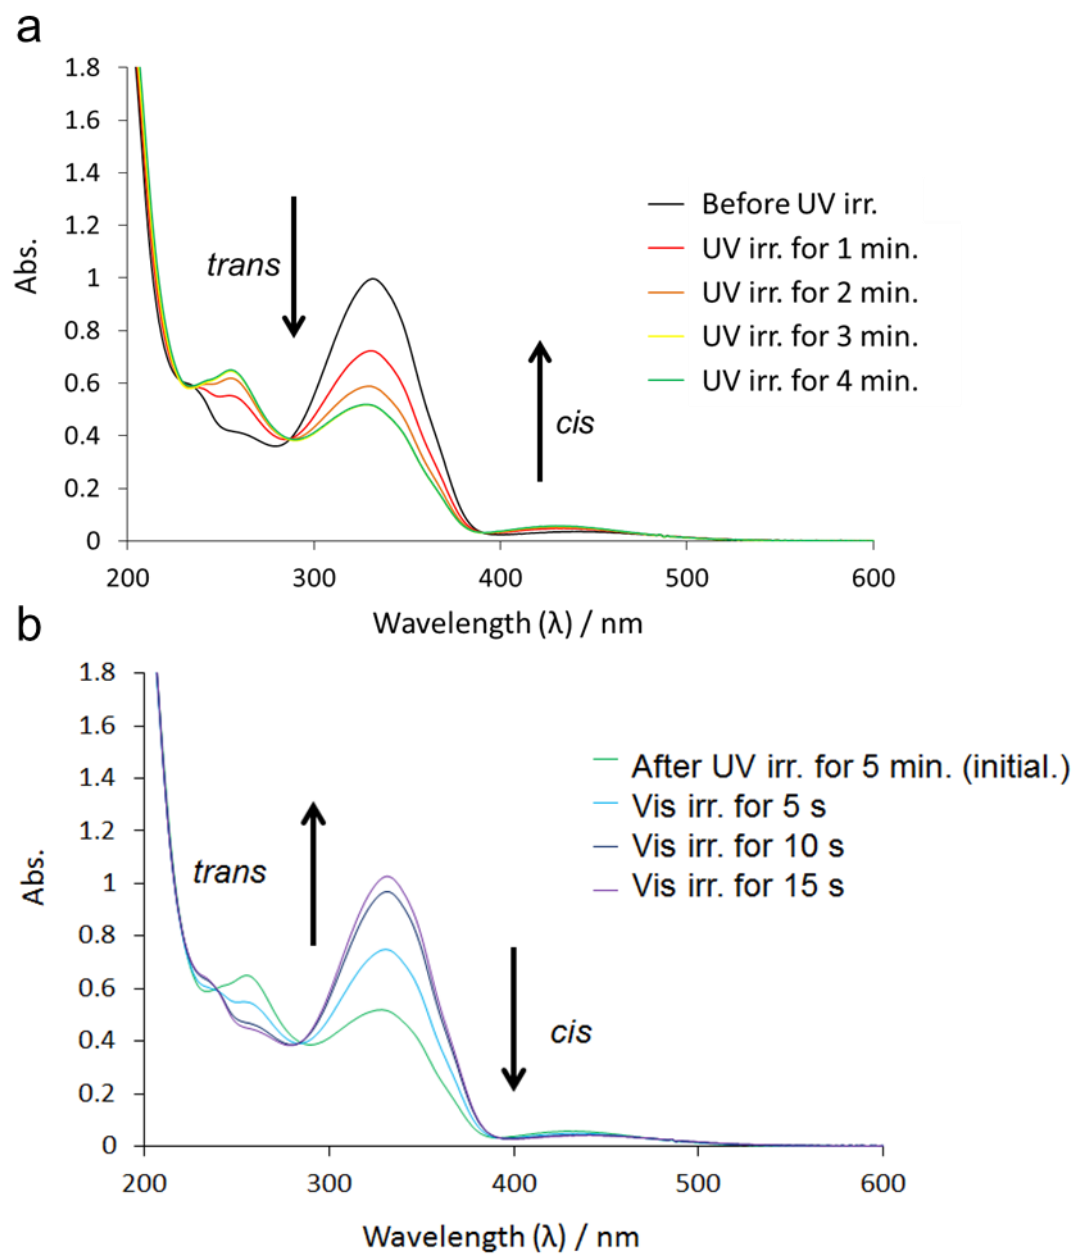 a
1.8
1.6
1.4
1.2
1
0.8
0.6
0.4
0.2
0
Abs.
trans
cis
Before UV irr.
UV irr. for 1 min.
UV irr. for 2 min.
UV irr. for 3 min.
UV irr. for 4 min.
200 300 400 500 600
Wavelength (λ) / nm
b
1.8
1.6
1.4
1.2
1
0.8
0.6
0.4
0.2
0
Abs.
trans
cis
After UV irr. for 5 min. (initial.)
Vis irr. for 5 s
Vis irr. for 10 s
Vis irr. for 15 s
200 300 400 500 600
Wavelength (λ) / nm